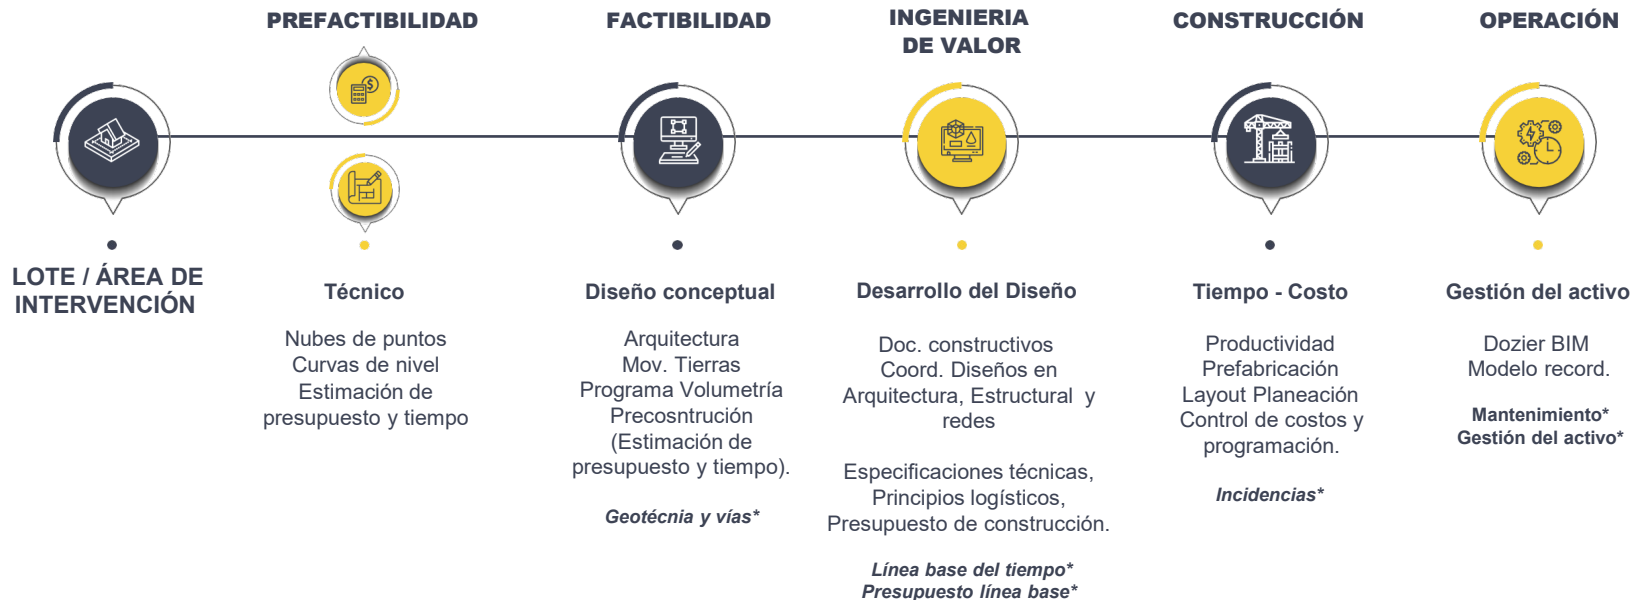 PREFACTIBILIDAD
FACTIBILIDAD
INGENIERIA
DE VALOR
CONSTRUCCIÓN
OPERACIÓN
LOTE / ÁREA DE
INTERVENCIÓN
Técnico
Nubes de puntos
Curvas de nivel
Estimación de
presupuesto y tiempo
Diseño conceptual
Arquitectura
Mov. Tierras
Programa Volumetría
Precosntrución
(Estimación de
presupuesto y tiempo).
Geotécnia y vías*
Desarrollo del Diseño
Doc. constructivos
Coord. Diseños en
Arquitectura, Estructural y
redes
Especificaciones técnicas,
Principios logísticos,
Presupuesto de construcción.
Línea base del tiempo*
Presupuesto línea base*
Tiempo - Costo
Productividad
Prefabricación
Layout Planeación
Control de costos y
programación.
Incidencias*
Gestión del activo
Dozier BIM
Modelo record.
Mantenimiento*
Gestión del activo*